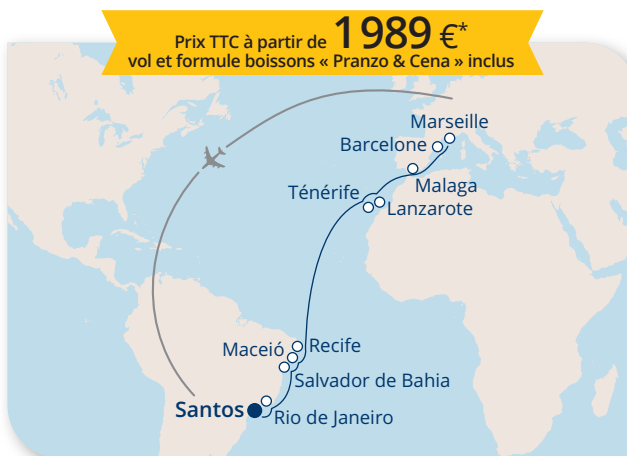 Prix TTC à partir de 1 989 €*
vol et formule boissons « Pranzo & Cena » inclus
Marseille
Barcelone
Malaga
Ténérife
Lanzarote
Maceió
Recife
Salvador de Bahia
Santos
Rio de Janeiro